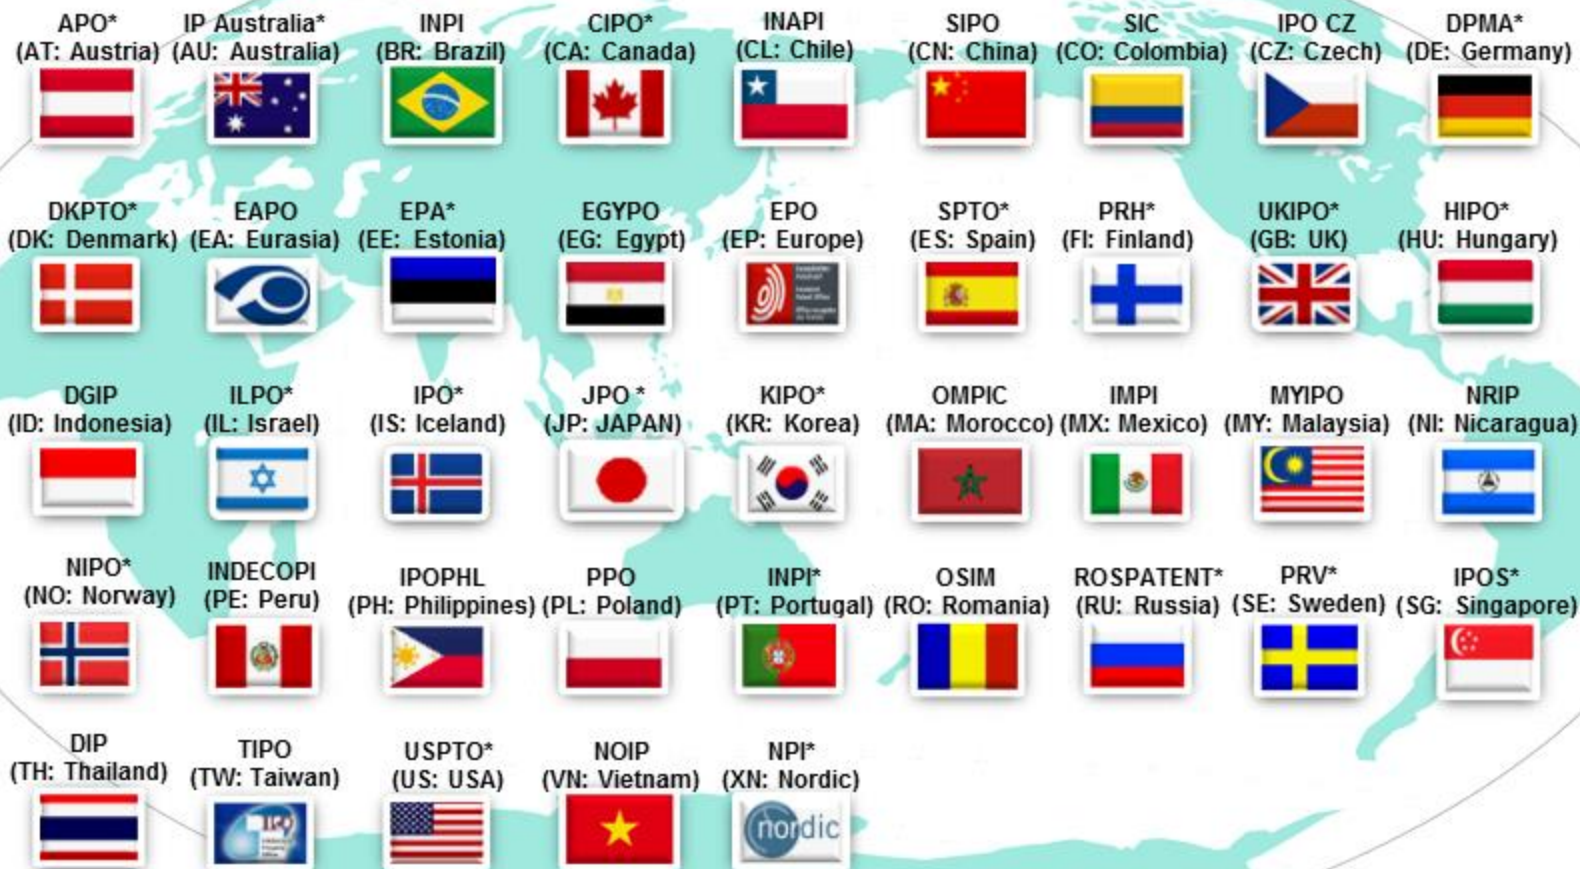 APO*
(AT: Austria)
IP Australia*
(AU: Australia)
INPI
(BR: Brazil)
CIPO*
(CA: Canada)
INAPI
(CL: Chile)
SIPO
(CN: China)
SIC
(CO: Colombia)
IPO CZ
(CZ: Czech)
DPMA*
(DE: Germany)
DKPTO*
(DK: Denmark)
EAPO
(EA: Eurasia)
EPA*
(EE: Estonia)
EGYPO
(EG: Egypt)
EPO
(EP: Europe)
SPTO*
(ES: Spain)
PRH*
(FI: Finland)
UKIPO*
(GB: UK)
HIPO*
(HU: Hungary)
DGIP
(ID: Indonesia)
ILPO*
(IL: Israel)
IPO*
(IS: Iceland)
JPO *
(JP: JAPAN)
KIPO*
(KR: Korea)
OMPIC
(MA: Morocco)
IMPI
(MX: Mexico)
MYIPO
(MY: Malaysia)
NRIP
(NI: Nicaragua)
NIPO*
(NO: Norway)
INDECOPI
(PE: Peru)
IPOPHL
(PH: Philippines)
PPO
(PL: Poland)
INPI*
(PT: Portugal)
OSIM
(RO: Romania)
ROSPATENT*
(RU: Russia)
PRV*
(SE: Sweden)
IPOS*
(SG: Singapore)
DIP
(TH: Thailand)
TIPO
(TW: Taiwan)
USPTO*
(US: USA)
NOIP
(VN: Vietnam)
NPI*
(XN: Nordic)
nordic